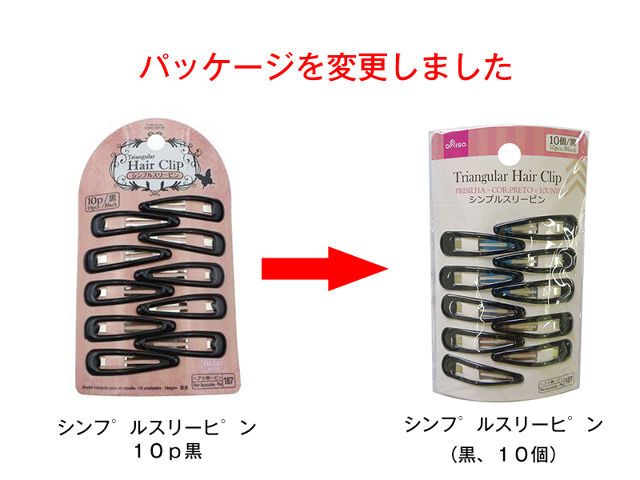 パッケージを変更しました
Triangular
Hair Clip
シンプルスリーピン
10p/黒
10pcs/Black
DAISO
187
シンプルスリーピン
10p黒
DAISO
10個/黒
10pcs/Black
Triangular Hair Clip
PRISILHA - COR:PRETO - 10UNID
シンプルスリーピン
187
シンプルスリーピン
(黒、10個)